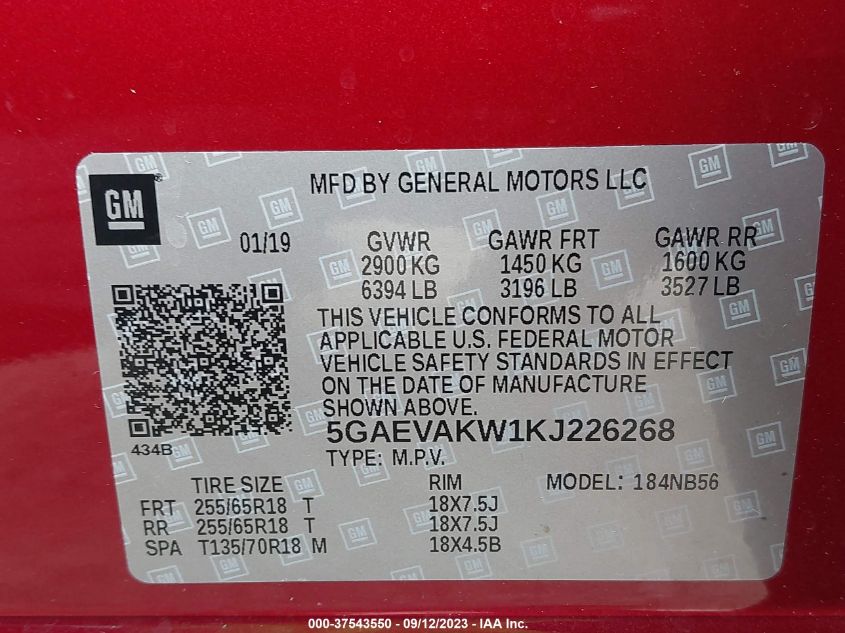 GM
MFD BY GENERAL MOTORS LLC
01/19
GVWR GAWR FRT GAWR RR
2900 KG 1450 KG 1600 KG
6394 LB 3196 LB 3527 LB
THIS VEHICLE CONFORMS TO ALL
APPLICABLE U.S. FEDERAL MOTOR
VEHICLE SAFETY STANDARDS IN EFFECT
ON THE DATE OF MANUFACTURE
SHOWN ABOVE.
434B
5GAEVAKW1KJ226268
TYPE: M.P.V.
TIRE SIZE RIM MODEL: 184NB56
FRT 255/65R18 T 18X7.5J
RR 255/65R18 T 18X7.5J
SPA T135/70R18 M 18X4.5B
000-37543550 - 09/12/2023 - IAA Inc.